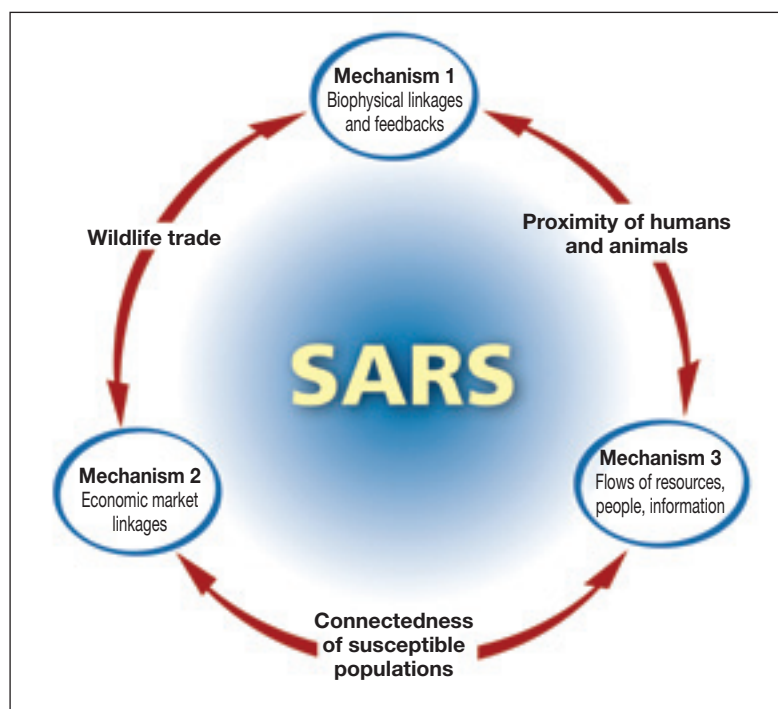 Mechanism 1
Biophysical linkages
and feedbacks
Wildlife trade
Proximity of humans
and animals
SARS
Mechanism 2
Economic market
linkages
Mechanism 3
Flows of resources,
people, information
Connectedness
of susceptible
populations